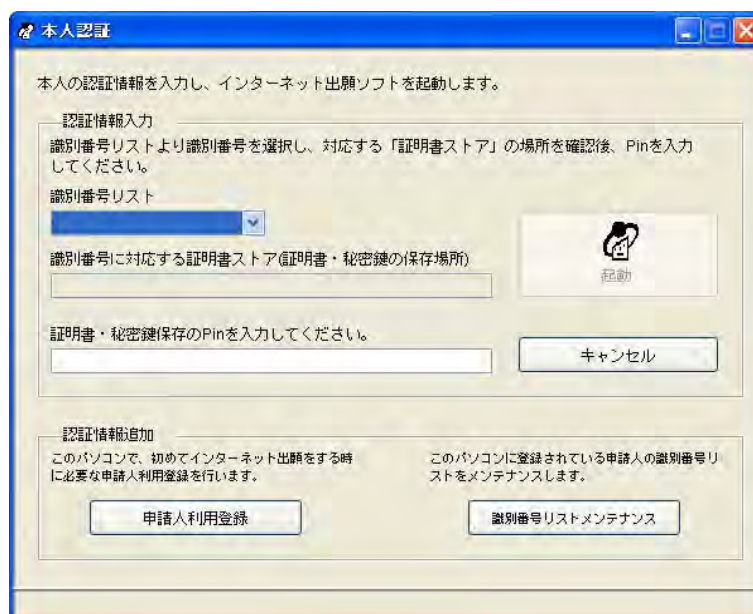 本人認証
本人の認証情報を入力し、インターネット出願ソフトを起動します。
認証情報入力
識別番号リストより識別番号を選択し、対応する「証明書ストア」の場所を確認後、Pinを入力
してください。
識別番号リスト
識別番号に対応する証明書ストア(証明書・秘密鍵の保存場所)
起動
証明書・秘密鍵保存のPinを入力してください。
キャンセル
認証情報追加
このパソコンで、初めてインターネット出願をする時
に必要な申請人利用登録を行います。
申請人利用登録
このパソコンに登録されている申請人の識別番号リ
ストをメンテナンスします。
識別番号リストメンテナンス